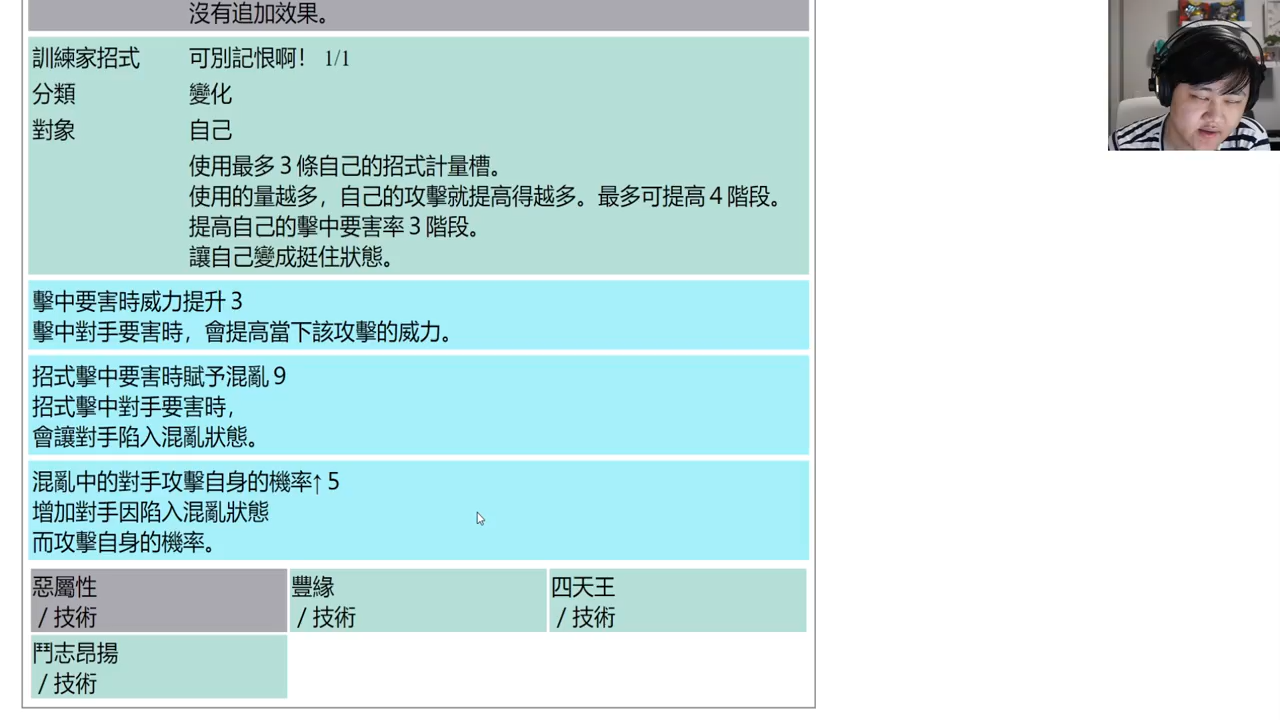 沒有追加效果。
訓練家招式 可別記恨啊! 1/1
分類 變化
對象 自己
使用最多 3 條自己的招式計量槽。
使用的量越多，自己的攻擊就提高得越多。最多可提高 4 階段。
提高自己的擊中要害率 3 階段。
讓自己變成挺住狀態。
擊中要害時威力提升 3
擊中對手要害時，會提高當下該攻擊的威力。
招式擊中要害時賦予混亂 9
招式擊中對手要害時，
會讓對手陷入混亂狀態。
混亂中的對手攻擊自身的機率↑ 5
增加對手因陷入混亂狀態
而攻擊自身的機率。
惡屬性 豐緣 四天王
/ 技術 / 技術 / 技術
鬥志昂揚
/ 技術